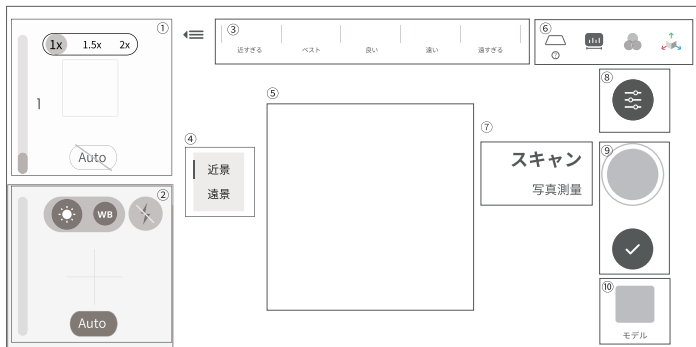 ①
1x 1.5x 2x
1
Auto
②
WB
Auto
③
近すぎる ベスト 良い 遠い 遠すぎる
④
近景
遠景
⑤
⑥
?
⑦
スキャン
写真測量
⑧
⑨
⑩
モデル